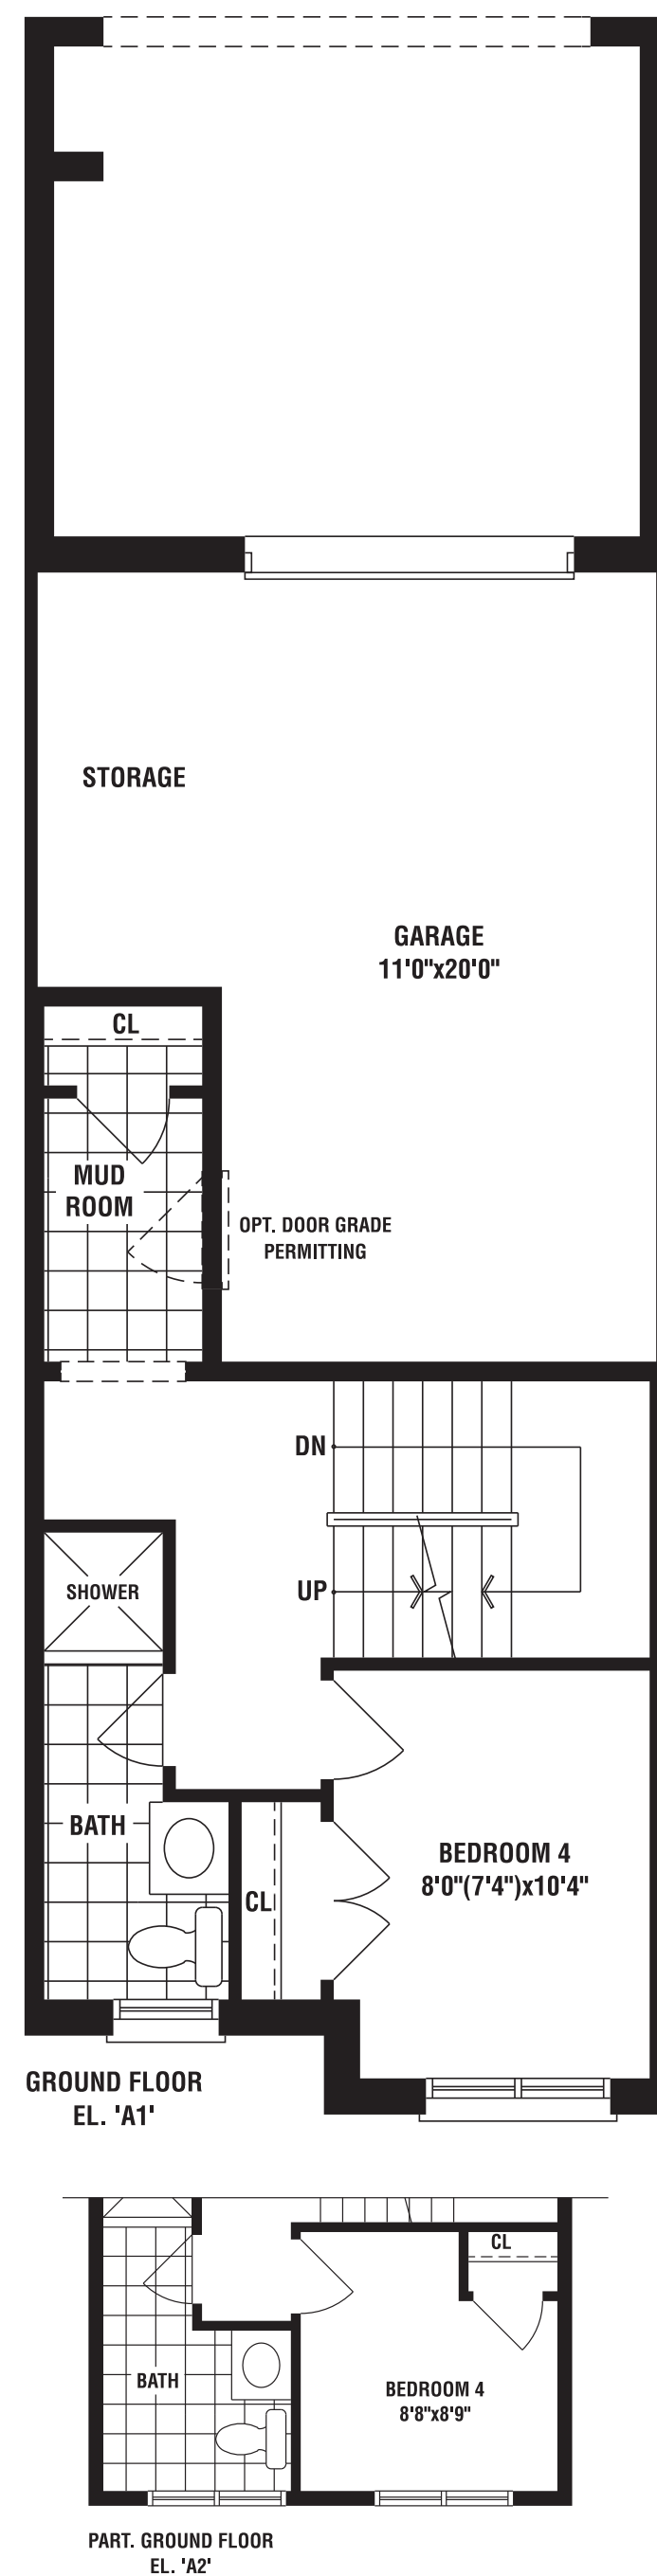 STORAGE
GARAGE
11'0"x20'0"
CL
MUD
ROOM
OPT. DOOR GRADE
PERMITTING
DN
UP
SHOWER
BATH
CL
BEDROOM 4
8'0"(7'4")x10'4"
GROUND FLOOR
EL. 'A1'
CL
BATH
BEDROOM 4
8'8"x8'9"
PART. GROUND FLOOR
EL. 'A2'